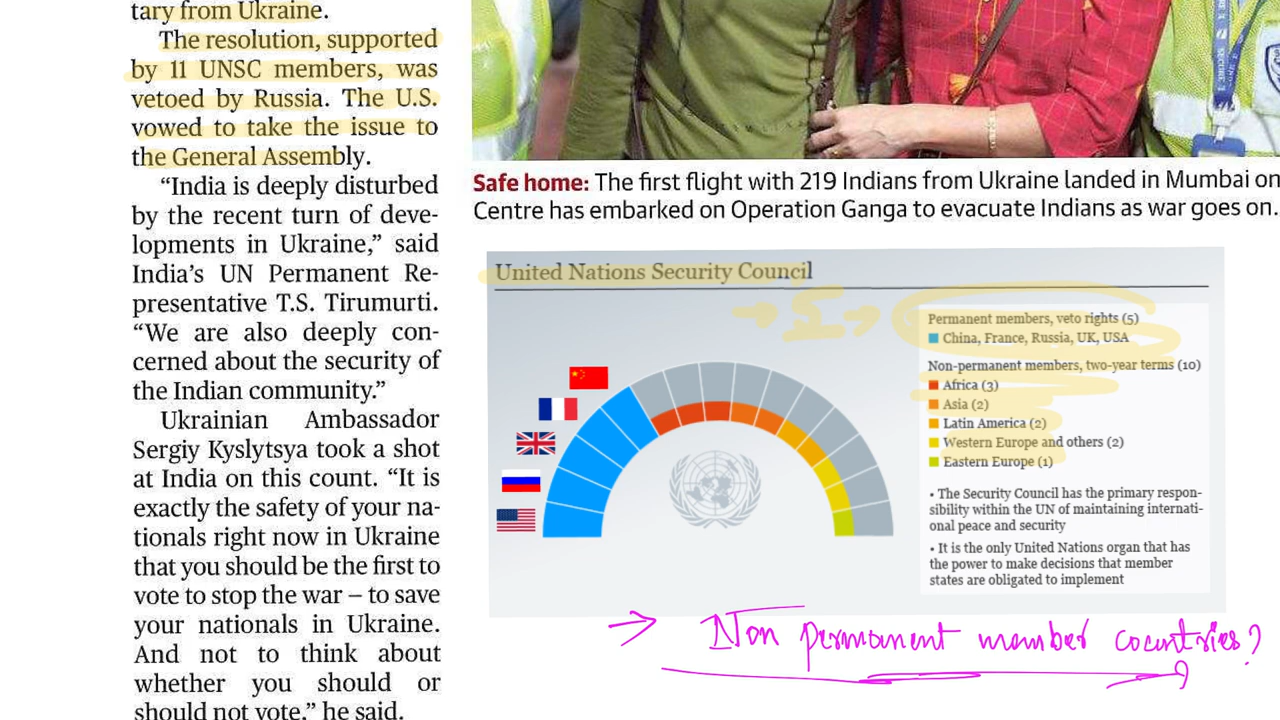 tary from Ukraine.
The resolution, supported
by 11 UNSC members, was
vetoed by Russia. The U.S.
vowed to take the issue to
the General Assembly.
“India is deeply disturbed
by the recent turn of deve-
lopments in Ukraine,” said
India’s UN Permanent Re-
presentative T.S. Tirumurti.
“We are also deeply con-
cerned about the security of
the Indian community.”
Ukrainian Ambassador
Sergiy Kyslytsya took a shot
at India on this count. “It is
exactly the safety of your na-
tionals right now in Ukraine
that you should be the first to
vote to stop the war – to save
your nationals in Ukraine.
And not to think about
whether you should or
should not vote,” he said.
Safe home: The first flight with 219 Indians from Ukraine landed in Mumbai on
Centre has embarked on Operation Ganga to evacuate Indians as war goes on.
United Nations Security Council
Permanent members, veto rights (5)
China, France, Russia, UK, USA
Non-permanent members, two-year terms (10)
Africa (3)
Asia (2)
Latin America (2)
Western Europe and others (2)
Eastern Europe (1)
• The Security Council has the primary respon-
sibility within the UN of maintaining internati-
onal peace and security
• It is the only United Nations organ that has
the power to make decisions that member
states are obligated to implement
→ Non permanent member countries?